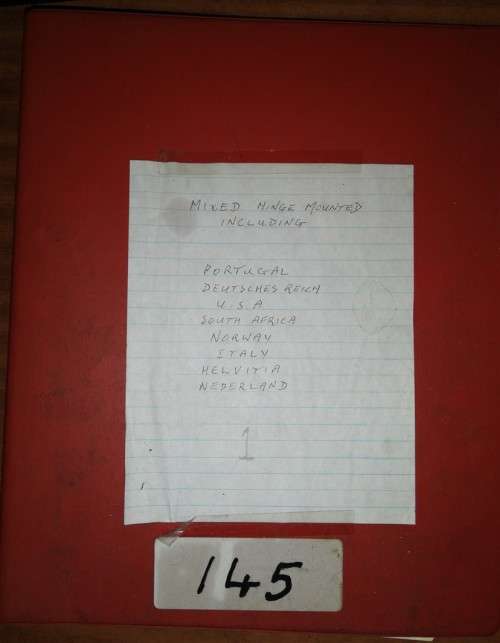 MIXED HINGE MOUNTED
INCLUDING
PORTUGAL
DEUTSCHES REICH
U.S.A
SOUTH AFRICA
NORWAY
ITALY
HELVITIA
NEDERLAND
1
145